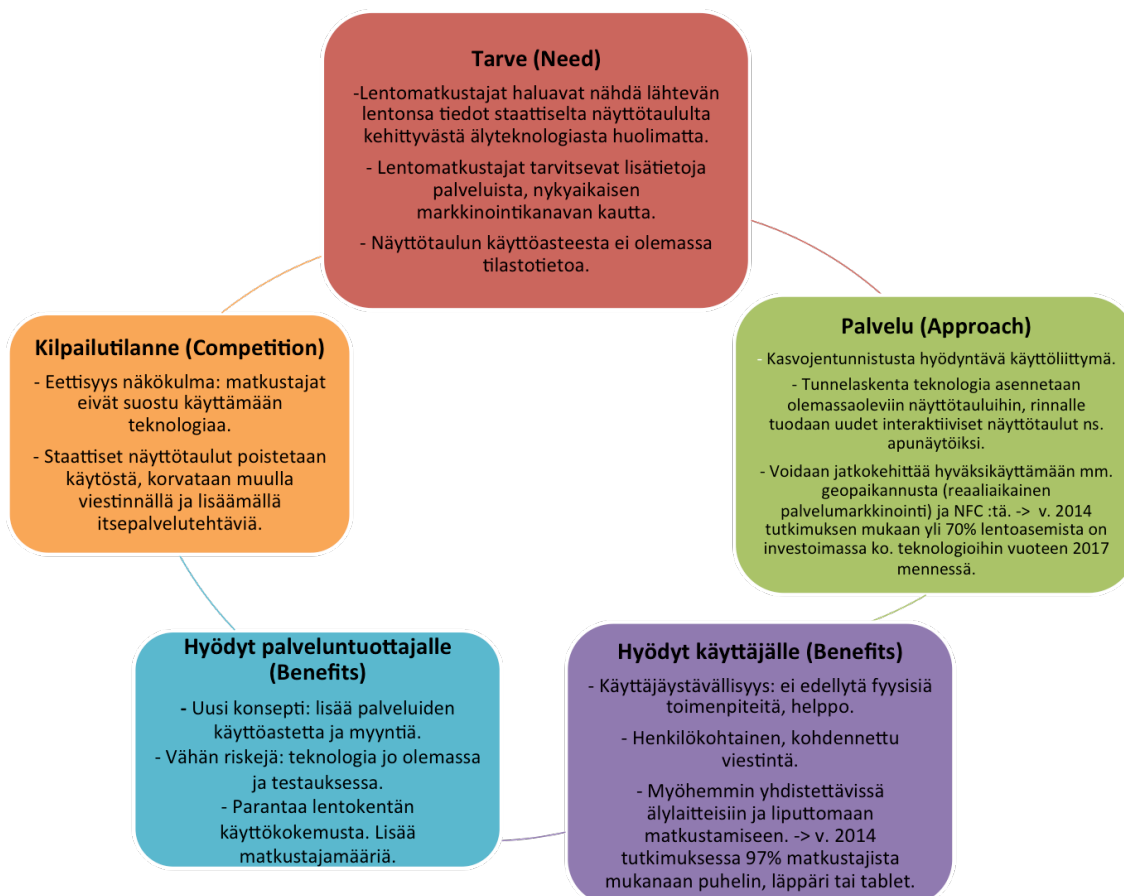 Tarve (Need)
-Lentomatkustajat haluavat nähdä lähtevän
lentonsa tiedot staattiselta näyttötaululta
kehittyvästä älyteknologiasta huolimatta.
- Lentomatkustajat tarvitsevat lisätietoja
palveluista, nykyaikaisen
markkinointikanavan kautta.
- Näyttötaulun käyttöasteesta ei olemassa
tilastotietoa.
Palvelu (Approach)
- Kasvojentunnistusta hyödyntävä käyttöliittymä.
- Tunnelaskenta teknologia asennetaan
olemassaoleviin näyttötauluihin, rinnalle
tuodaan uudet interaktiiviset näyttötaulut ns.
apunäytöiksi.
- Voidaan jatkokehittää hyväksikäyttämään mm.
geopaikannusta (reaaliaikainen
palvelumarkkinointi) ja NFC :tä. -> v. 2014
tutkimuksen mukaan yli 70% lentoasemista on
investoimassa ko. teknologioihin vuoteen 2017
mennessä.
Hyödyt käyttäjälle (Benefits)
- Käyttäjäystävällisyys: ei edellytä fyysisiä
toimenpiteitä, helppo.
- Henkilökohtainen, kohdennettu
viestintä.
- Myöhemmin yhdistettävissä
älylaitteisiin ja liputtomaan
matkustamiseen. -> v. 2014
tutkimuksessa 97% matkustajista
mukanaan puhelin, läppäri tai tablet.
Hyödyt palveluntuottajalle
(Benefits)
- Uusi konsepti: lisää palveluiden
käyttöastetta ja myyntiä.
- Vähän riskejä: teknologia jo olemassa
ja testauksessa.
- Parantaa lentokentän
käyttökokemusta. Lisää
matkustajamääriä.
Kilpailutilanne (Competition)
- Eettisyys näkökulma: matkustajat
eivät suostu käyttämään
teknologiaa.
- Staattiset näyttötaulut poistetaan
käytöstä, korvataan muulla
viestinnällä ja lisäämällä
itsepalvelutehtäviä.